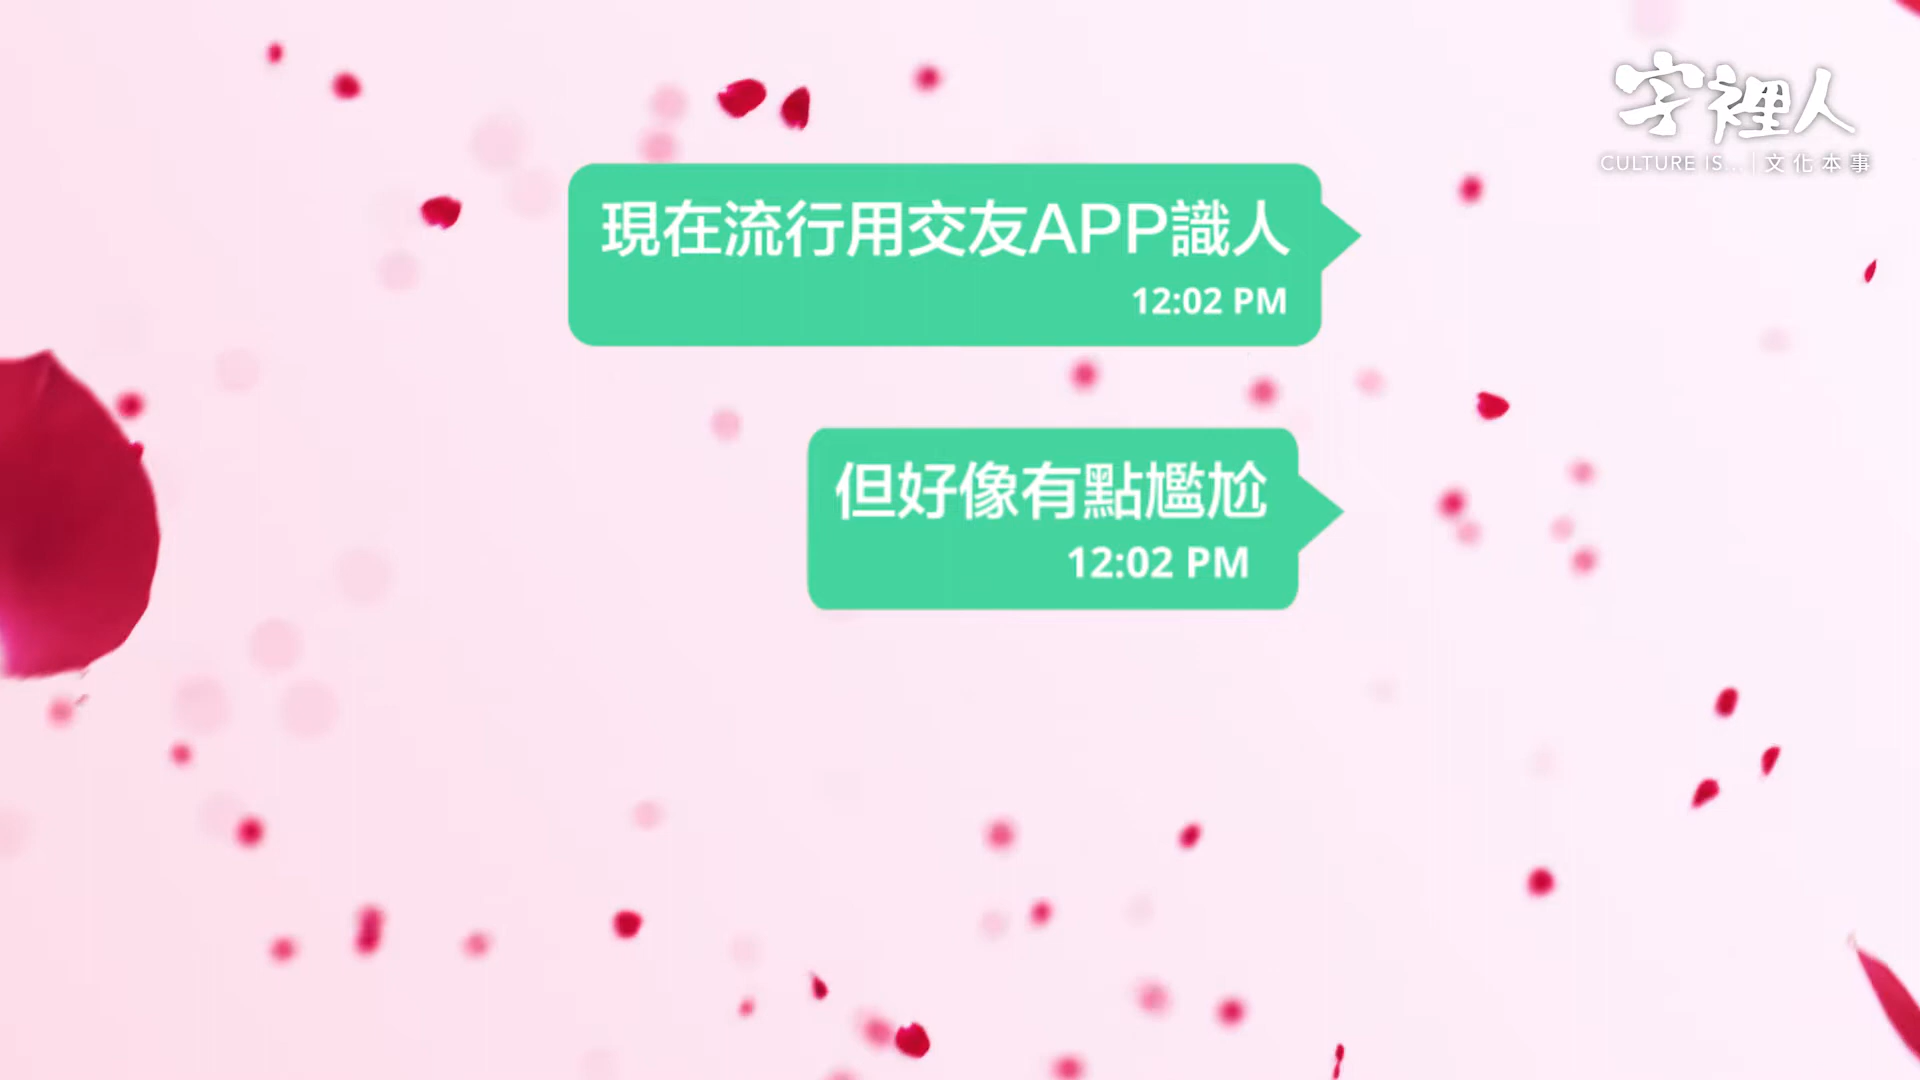 字裡人
CULTURE IS... | 文化本事
現在流行用交友APP識人
12:02 PM
但好像有點尷尬
12:02 PM